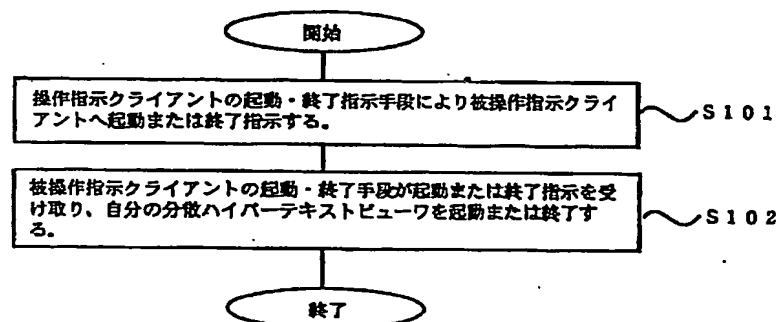 開始
操作指示クライアントの起動・終了指示手段により被操作指示クライ
アントへ起動または終了指示する。
S101
被操作指示クライアントの起動・終了手段が起動または終了指示を受
け取り、自分の分散ハイパーテキストビューワを起動または終了す
る。
S102
終了